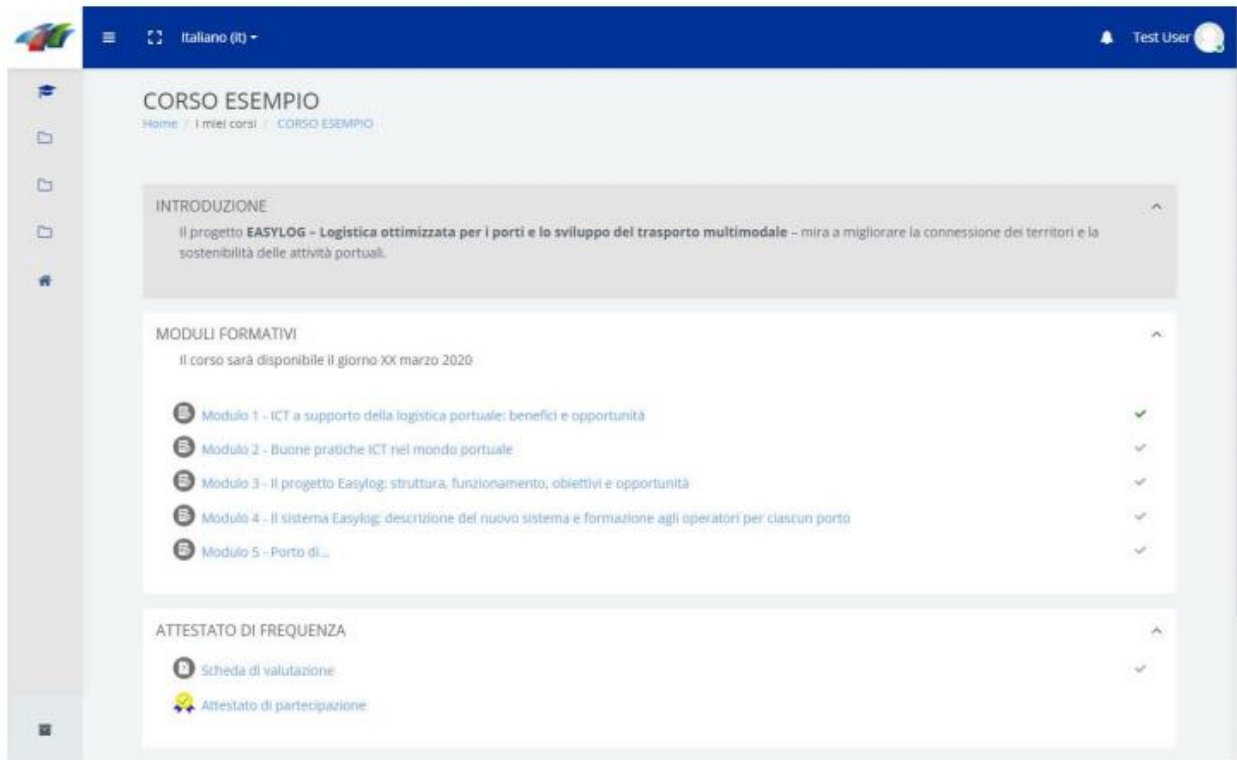 Italiano (it)
Test User
CORSO ESEMPIO
Home / I miei corsi / CORSO ESEMPIO
INTRODUZIONE
Il progetto EASYLOG – Logistica ottimizzata per i porti e lo sviluppo del trasporto multimodale – mira a migliorare la connessione dei territori e la
sostenibilità delle attività portuali.
MODULI FORMATIVI
Il corso sarà disponibile il giorno XX marzo 2020
Modulo 1 - ICT a supporto della logistica portuale: benefici e opportunità
Modulo 2 - Buone pratiche ICT nel mondo portuale
Modulo 3 - Il progetto Easylog: struttura, funzionamento, obiettivi e opportunità
Modulo 4 - Il sistema Easylog: descrizione del nuovo sistema e formazione agli operatori per ciascun porto
Modulo 5 - Porto di...
ATTESTATO DI FREQUENZA
Scheda di valutazione
Attestato di partecipazione